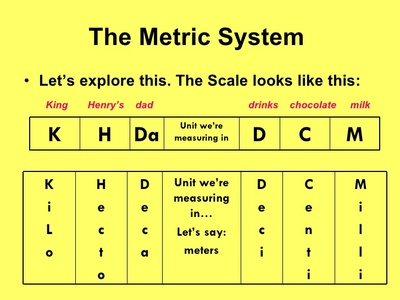 The Metric System
• Let's explore this. The Scale looks like this:
King Henry's dad drinks chocolate milk
K H Da Unit we're measuring in D C M
K H D Unit we're D C M
i e e measuring e e i
L c c in... c n l
o t a Let's say: i t l
o meters i i